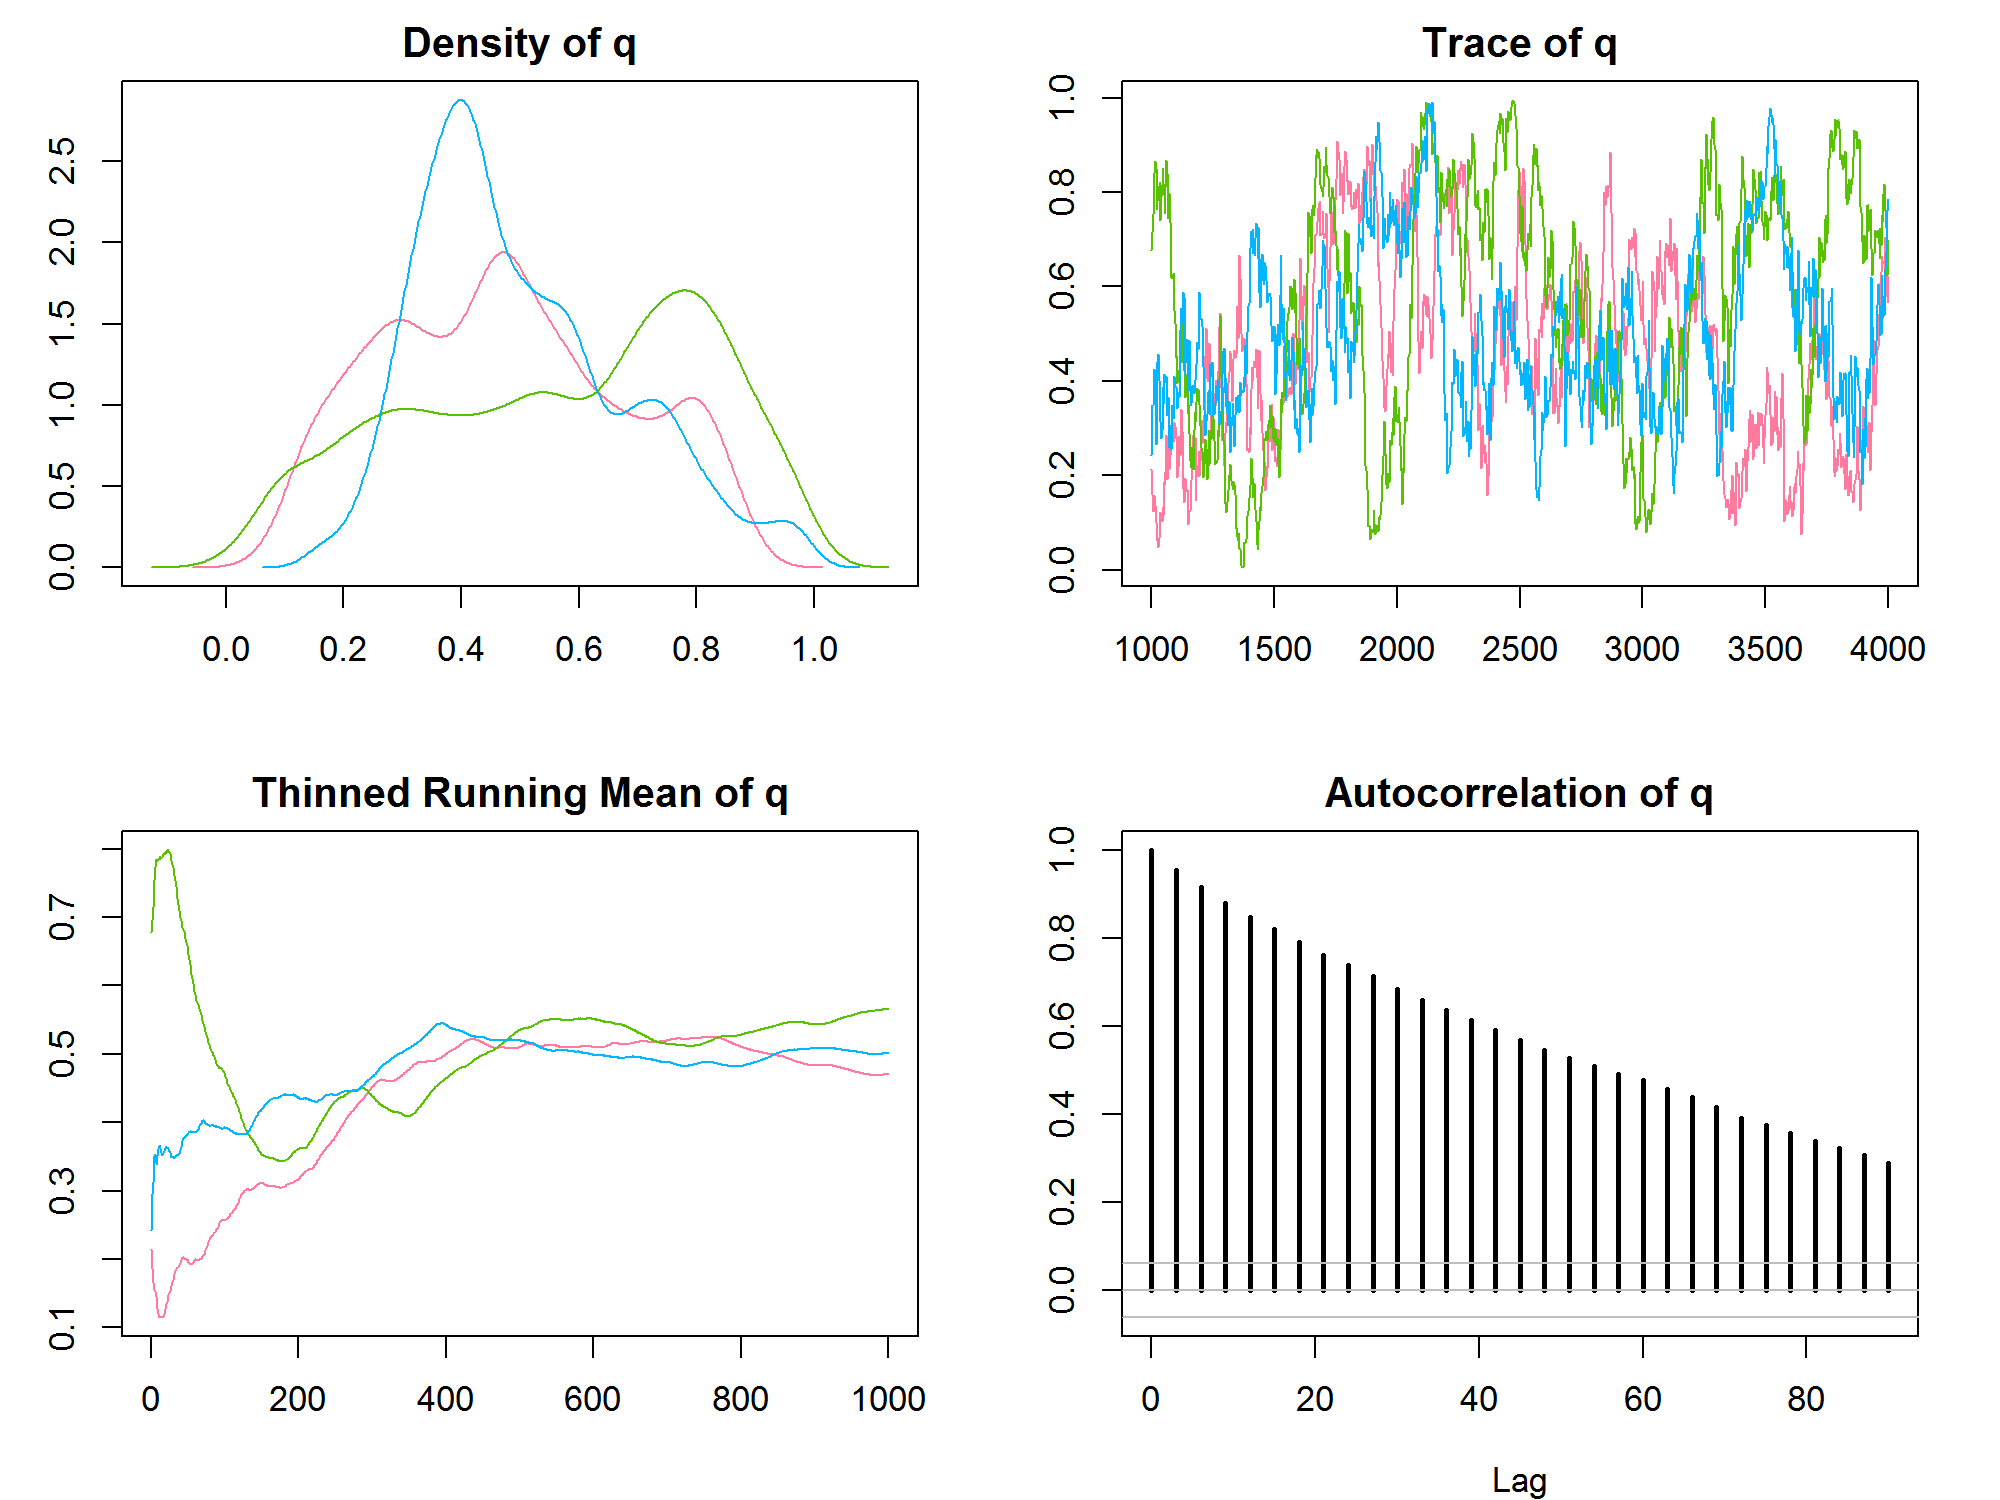 Density of q
2.5
2.0
1.5
1.0
0.5
0.0
0.0 0.2 0.4 0.6 0.8 1.0
Trace of q
1.0
0.8
0.6
0.4
0.2
0.0
1000 1500 2000 2500 3000 3500 4000
Thinned Running Mean of q
0.7
0.5
0.3
0.1
0 200 400 600 800 1000
Autocorrelation of q
1.0
0.8
0.6
0.4
0.2
0.0
0 20 40 60 80
Lag